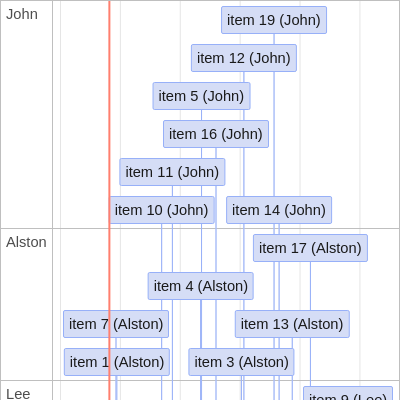 John
item 19 (John)
item 12 (John)
item 5 (John)
item 16 (John)
item 11 (John)
item 10 (John)
item 14 (John)
Alston
item 17 (Alston)
item 4 (Alston)
item 7 (Alston)
item 13 (Alston)
item 1 (Alston)
item 3 (Alston)
Lee
item 9 (Lee)